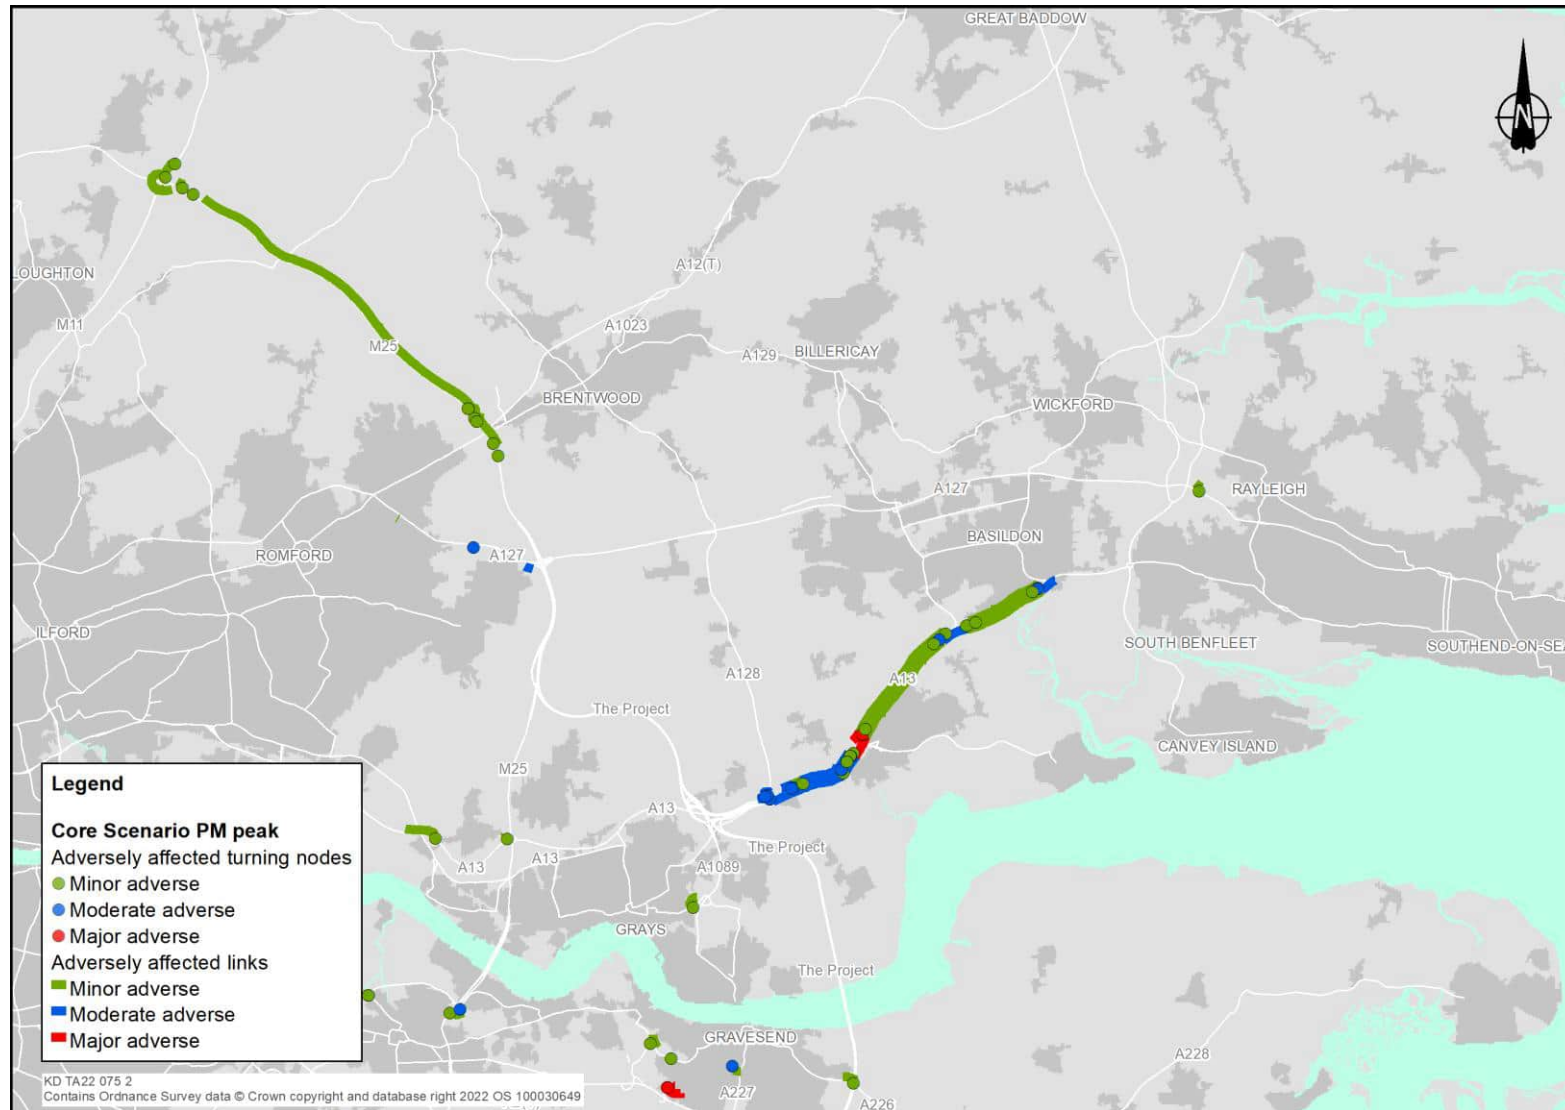 GREAT BADDOW
N
A12(T)
LOUGHTON
M11
A1023
M25
A129
BILLERICAY
BRENTWOOD
WICKFORD
A127
RAYLEIGH
BASILDON
ROMFORD
A127
ILFORD
SOUTH BENFLEET
SOUTHEND-ON-SEA
A128
A13
The Project
CANVEY ISLAND
M25
A13
The Project
A13
A13
A1089
GRAYS
The Project
GRAVESEND
A228
A227
A226
Legend
Core Scenario PM peak
Adversely affected turning nodes
Minor adverse
Moderate adverse
Major adverse
Adversely affected links
Minor adverse
Moderate adverse
Major adverse
KD TA22 075 2
Contains Ordnance Survey data © Crown copyright and database right 2022 OS 100030649